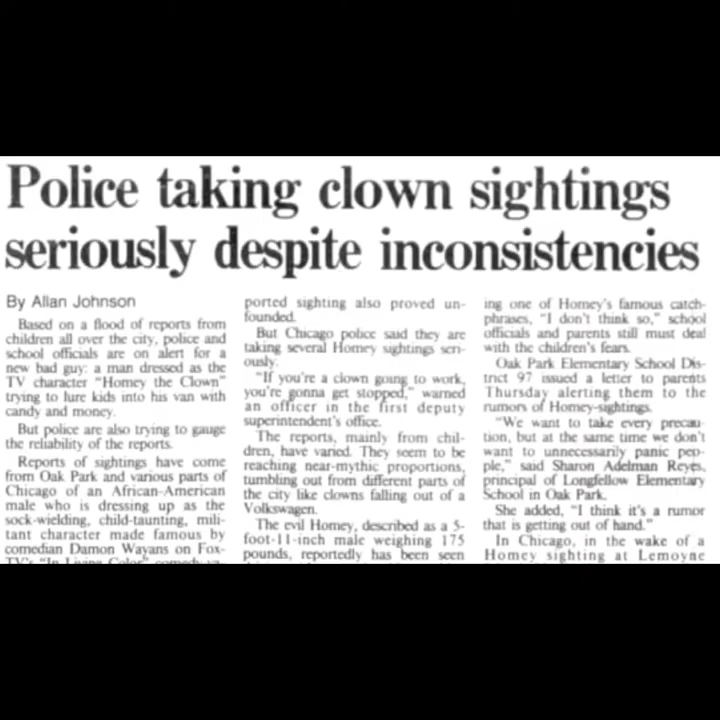 Police taking clown sightings
seriously despite inconsistencies
By Allan Johnson
Based on a flood of reports from
children all over the city, police and
school officials are on alert for a
new bad guy: a man dressed as the
TV character "Homey the Clown"
trying to lure kids into his van with
candy and money.
But police are also trying to gauge
the reliability of the reports.
Reports of sightings have come
from Oak Park and various parts of
Chicago of an African-American
male who is dressing up as the
sock-wielding, child-taunting, mili-
tant character made famous by
comedian Damon Wayans on Fox-
TV's "In Living Color" comedy
ported sighting also proved un-
founded.
But Chicago police said they are
taking several Homey sightings seri-
ously.
"If you're a clown going to work,
you're gonna get stopped," warned
an officer in the first deputy
superintendent's office.
The reports, mainly from chil-
dren, have varied. They seem to be
reaching near-mythic proportions,
tumbling out from different parts of
the city like clowns falling out of a
Volkswagen.
The evil Homey, described as a 5-
foot-11-inch male weighing 175
pounds, reportedly has been seen
ing one of Homey's famous catch-
phrases, "I don't think so," school
officials and parents still must deal
with the children's fears.
Oak Park Elementary School Dis-
trict 97 issued a letter to parents
Thursday alerting them to the
rumors of Homey-sightings.
"We want to take every precau-
tion, but at the same time we don't
want to unnecessarily panic peo-
ple," said Sharon Adelman Reyes,
principal of Longfellow Elementary
School in Oak Park.
She added, "I think it's a rumor
that is getting out of hand."
In Chicago, in the wake of a
Homey sighting at Lemoyne